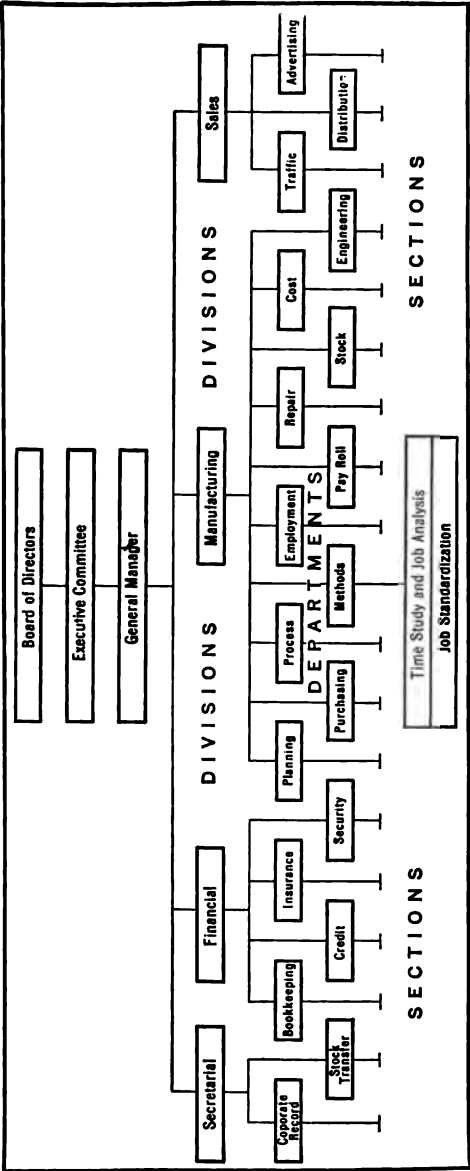 Board of Directors
Executive Committee
General Manager
DIVISIONS
DIVISIONS
Secretarial
Financial
Manufacturing
Sales
Coporate
Record
Stock
Transfer
Bookkeeping
Credit
Insurance
Security
Planning
Purchasing
Process
Methods
Employment
Pay Roll
Repair
Stock
Cost
Engineering
Traffic
Distribution
Advertising
DEPARTMENTS
SECTIONS
SECTIONS
Time Study and Job Analysis
Job Standardization